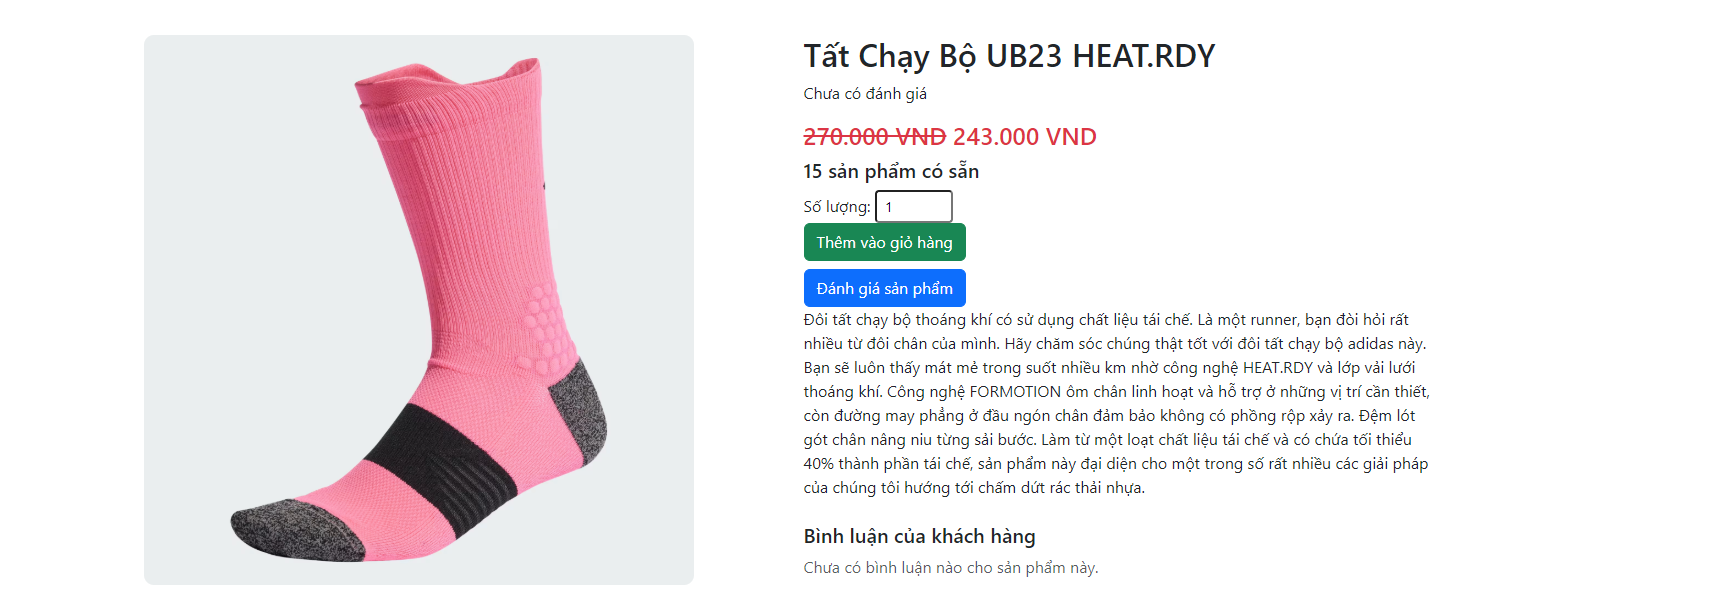 Tất Chạy Bộ UB23 HEAT.RDY
Chưa có đánh giá
270.000 VND 243.000 VND
15 sản phẩm có sẵn
Số lượng: 1
Thêm vào giỏ hàng
Đánh giá sản phẩm
Đôi tất chạy bộ thoáng khí có sử dụng chất liệu tái chế. Là một runner, bạn đòi hỏi rất
nhiều từ đôi chân của mình. Hãy chăm sóc chúng thật tốt với đôi tất chạy bộ adidas này.
Bạn sẽ luôn thấy mát mẻ trong suốt nhiều km nhờ công nghệ HEAT.RDY và lớp vải lưới
thoáng khí. Công nghệ FORMOTION ôm chân linh hoạt và hỗ trợ ở những vị trí cần thiết,
còn đường may phẳng ở đầu ngón chân đảm bảo không có phồng rộp xảy ra. Đệm lót
gót chân nâng niu từng sải bước. Làm từ một loạt chất liệu tái chế và có chứa tối thiểu
40% thành phần tái chế, sản phẩm này đại diện cho một trong số rất nhiều các giải pháp
của chúng tôi hướng tới chấm dứt rác thải nhựa.
Bình luận của khách hàng
Chưa có bình luận nào cho sản phẩm này.